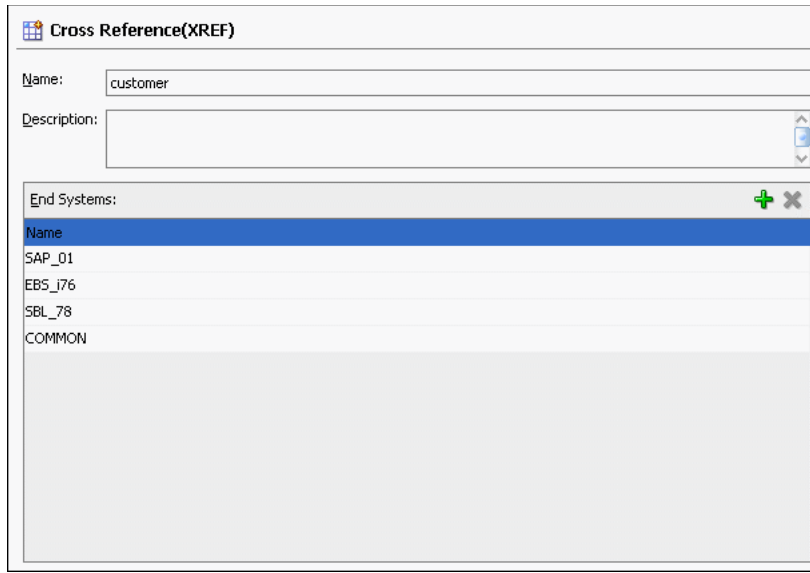 Cross Reference(XREF)
Name: customer
Description:
End Systems:
Name
SAP_01
EBS_i76
SBL_78
COMMON